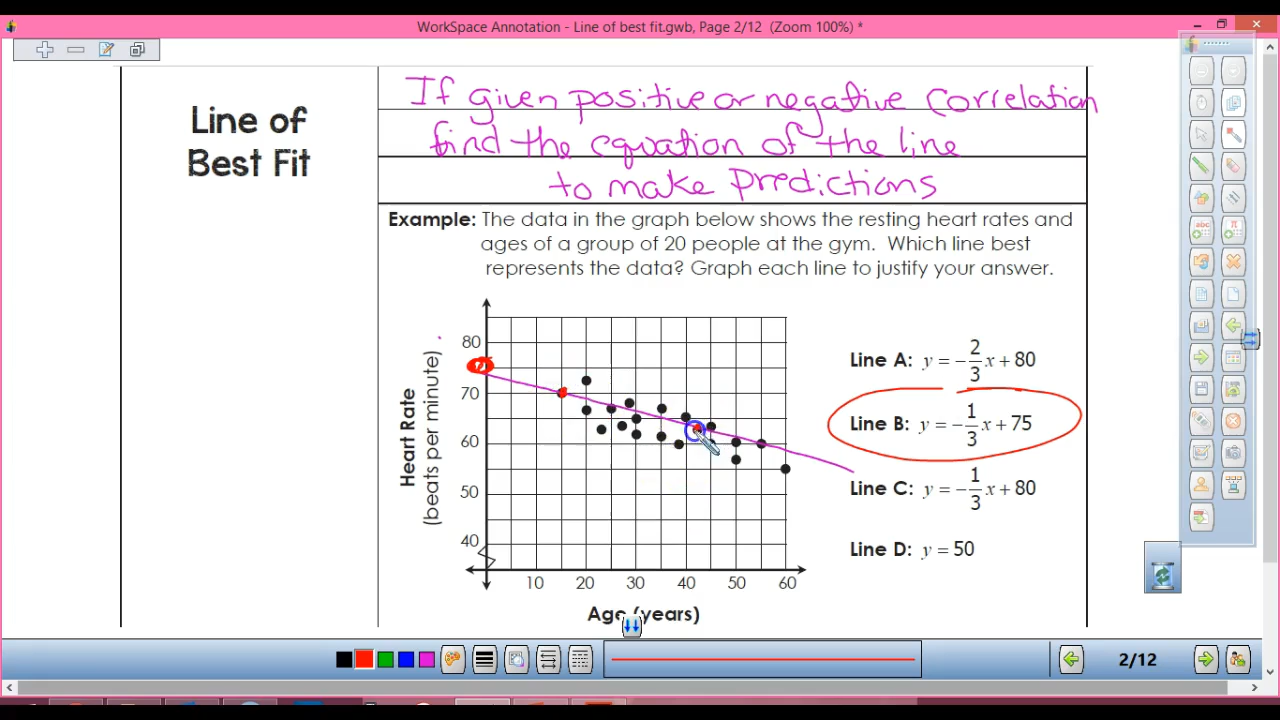 WorkSpace Annotation - Line of best fit.gwb, Page 2/12 (Zoom 100%) *
Line of
Best Fit
If given positive or negative correlation
find the equation of the line
to make predictions
Example: The data in the graph below shows the resting heart rates and
ages of a group of 20 people at the gym. Which line best
represents the data? Graph each line to justify your answer.
Heart Rate
(beats per minute)
80
70
60
50
40
10 20 30 40 50 60
Age (years)
Line A: y = -2/3 x + 80
Line B: y = -1/3 x + 75
Line C: y = -1/3 x + 80
Line D: y = 50
abc
π
2/12